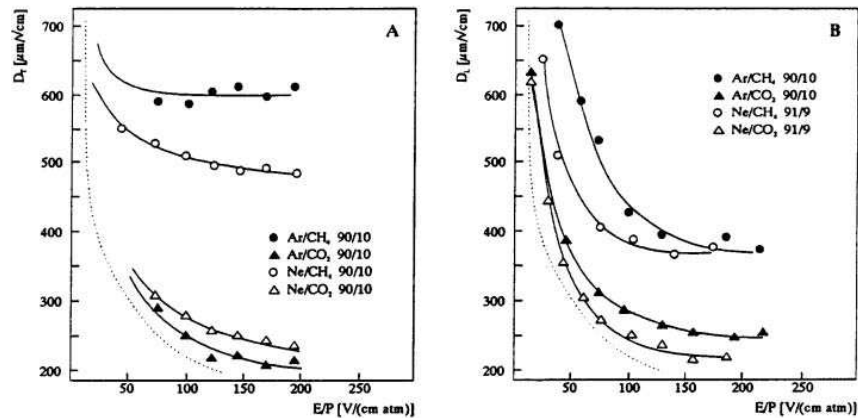 A
D_T [μm/√cm]
700
600
500
400
300
200
● Ar/CH₄ 90/10
▲ Ar/CO₂ 90/10
○ Ne/CH₄ 90/10
△ Ne/CO₂ 90/10
0 50 100 150 200
E/P [V/(cm atm)]
B
D_L [μm/√cm]
700
600
500
400
300
200
● Ar/CH₄ 90/10
▲ Ar/CO₂ 90/10
○ Ne/CH₄ 91/9
△ Ne/CO₂ 91/9
50 100 150 200 250
E/P [V/(cm atm)]